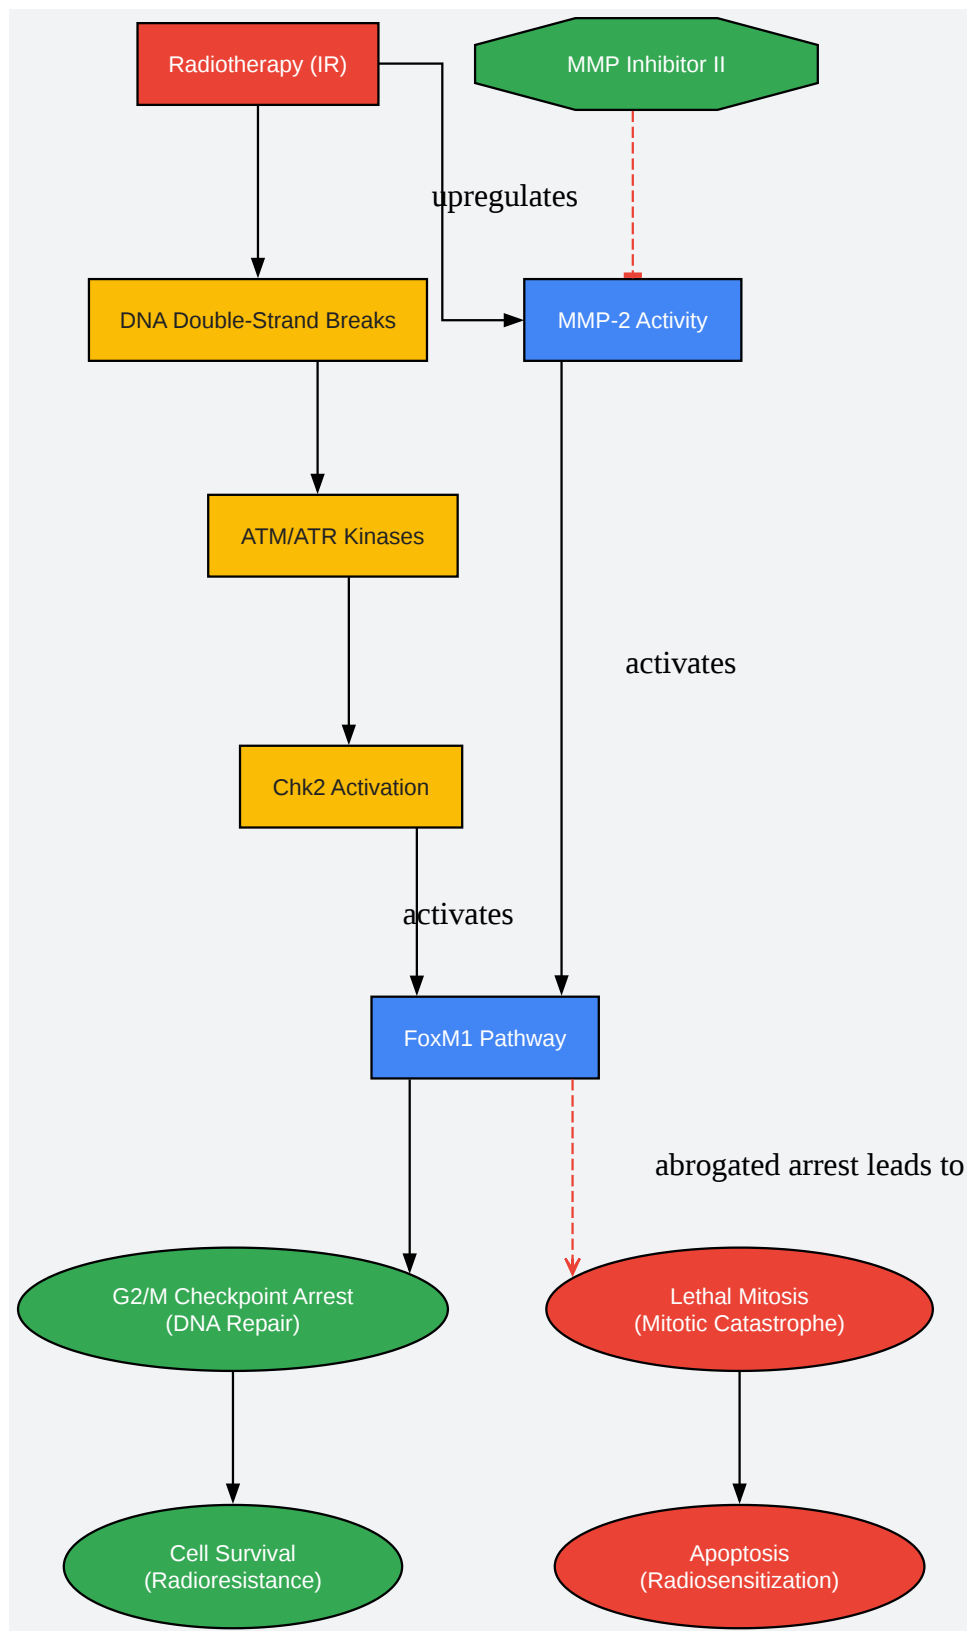 Radiotherapy (IR)
MMP Inhibitor II
upregulates
DNA Double-Strand Breaks
MMP-2 Activity
ATM/ATR Kinases
activates
Chk2 Activation
activates
FoxM1 Pathway
abrogated arrest leads to
G2/M Checkpoint Arrest
(DNA Repair)
Lethal Mitosis
(Mitotic Catastrophe)
Cell Survival
(Radioresistance)
Apoptosis
(Radiosensitization)